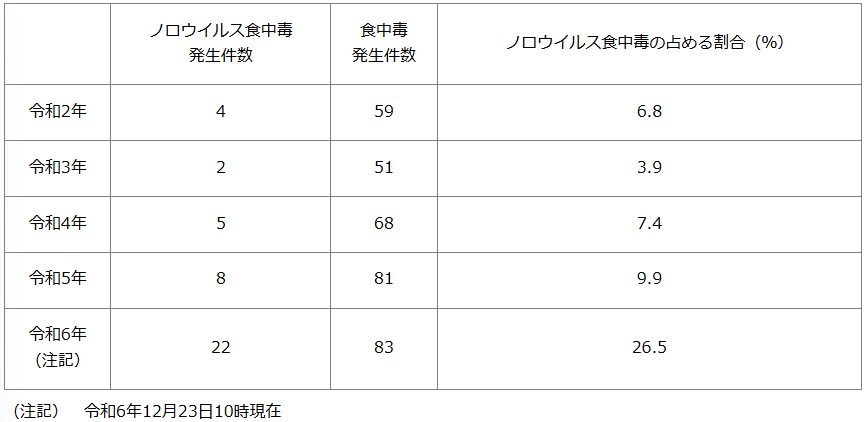 ノロウイルス食中毒
発生件数
食中毒
発生件数
ノロウイルス食中毒の占める割合（%）
令和2年
4
59
6.8
令和3年
2
51
3.9
令和4年
5
68
7.4
令和5年
8
81
9.9
令和6年
（注記）
22
83
26.5
（注記）　令和6年12月23日10時現在